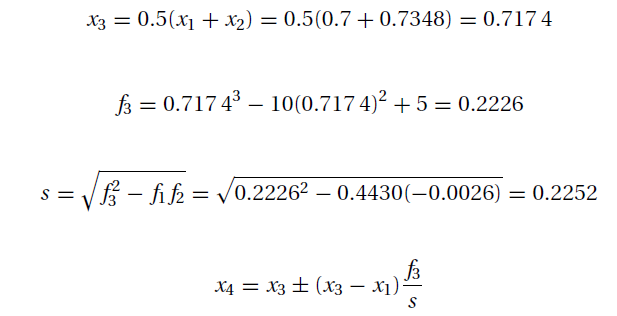 x₃ = 0.5(x₁ + x₂) = 0.5(0.7 + 0.7348) = 0.717 4
f₃ = 0.717 4³ − 10(0.717 4)² + 5 = 0.2226
s = √(f₃² − f₁f₂) = √(0.2226² − 0.4430(−0.0026)) = 0.2252
x₄ = x₃ ± (x₃ − x₁) f₃/s